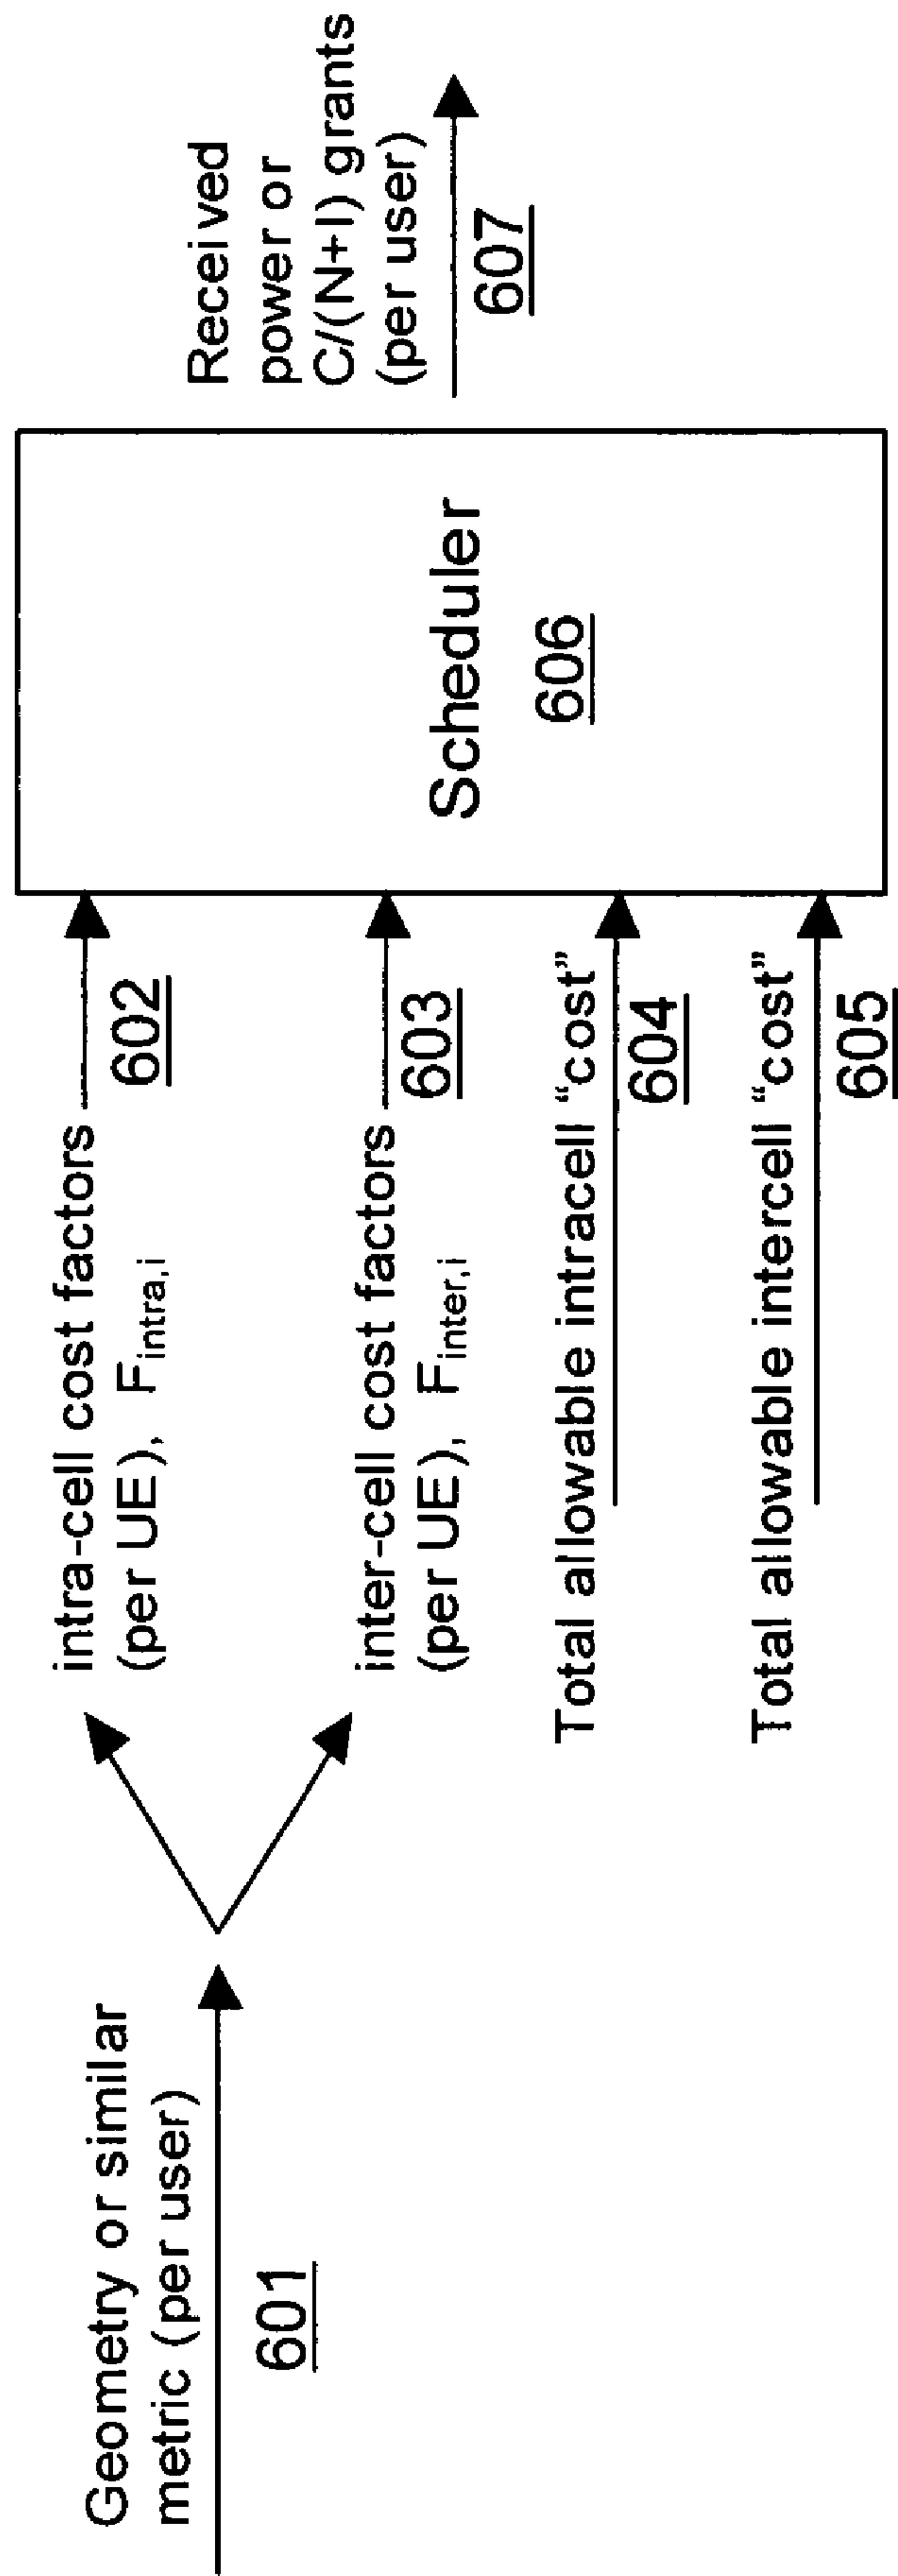 Geometry or similar
metric (per user)
601
intra-cell cost factors
(per UE), F_intra,i
602
inter-cell cost factors
(per UE), F_inter,i
603
Total allowable intracell “cost”
604
Total allowable intercell “cost”
605
Scheduler
606
Received
power or
C/(N+I) grants
(per user)
607